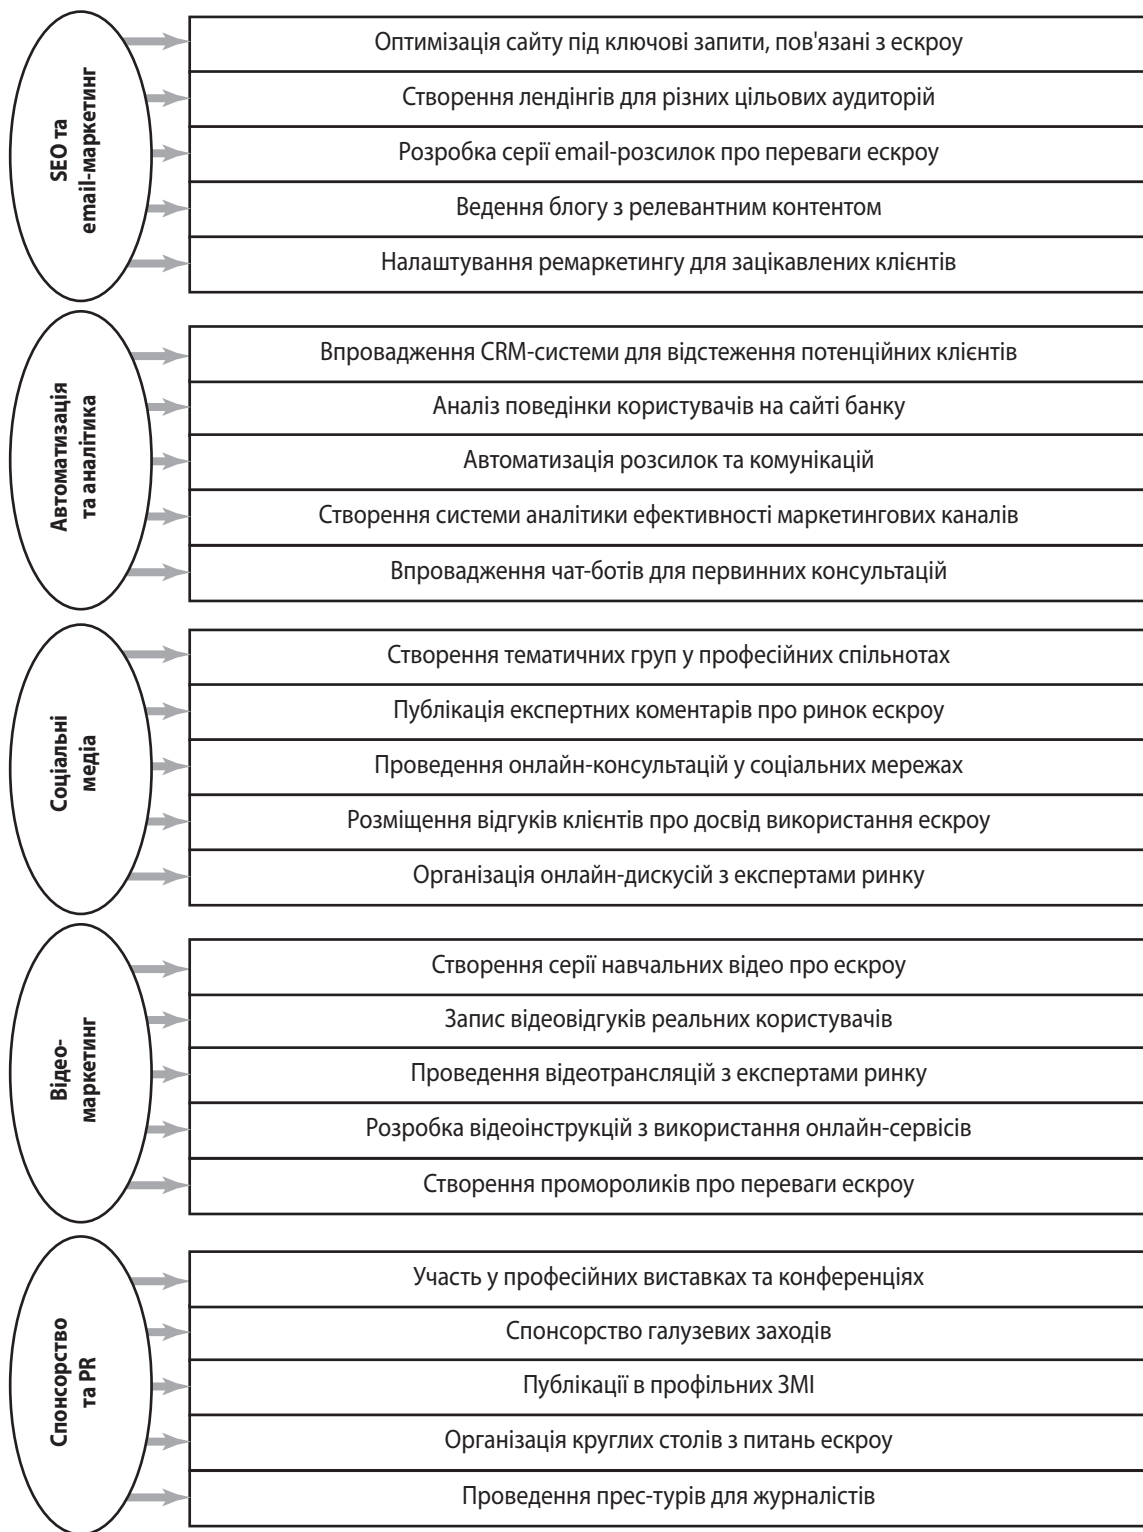 SEO та
email-маркетинг
Оптимізація сайту під ключові запити, пов'язані з ескроу
Створення лендінгів для різних цільових аудиторій
Розробка серії email-розсилок про переваги ескроу
Ведення блогу з релевантним контентом
Налаштування ремаркетингу для зацікавлених клієнтів
Автоматизація
та аналітика
Впровадження CRM-системи для відстеження потенційних клієнтів
Аналіз поведінки користувачів на сайті банку
Автоматизація розсилок та комунікацій
Створення системи аналітики ефективності маркетингових каналів
Впровадження чат-ботів для первинних консультацій
Соціальні
медіа
Створення тематичних груп у професійних спільнотах
Публікація експертних коментарів про ринок ескроу
Проведення онлайн-консультацій у соціальних мережах
Розміщення відгуків клієнтів про досвід використання ескроу
Організація онлайн-дискусій з експертами ринку
Відео-
маркетинг
Створення серії навчальних відео про ескроу
Запис відеовідгуків реальних користувачів
Проведення відеотрансляцій з експертами ринку
Розробка відеоінструкцій з використання онлайн-сервісів
Створення промороликів про переваги ескроу
Спонсорство
та PR
Участь у професійних виставках та конференціях
Спонсорство галузевих заходів
Публікації в профільних ЗМІ
Організація круглих столів з питань ескроу
Проведення прес-турів для журналістів